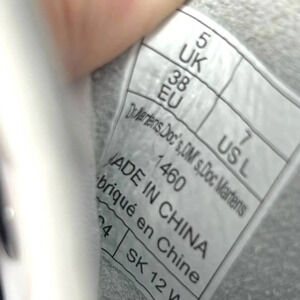 5
UK
38
EU
7
US L
Dr.Martens,Doc's,DM's,Doc Martens
1460
MADE IN CHINA
Fabriqué en Chine
SK 12 W